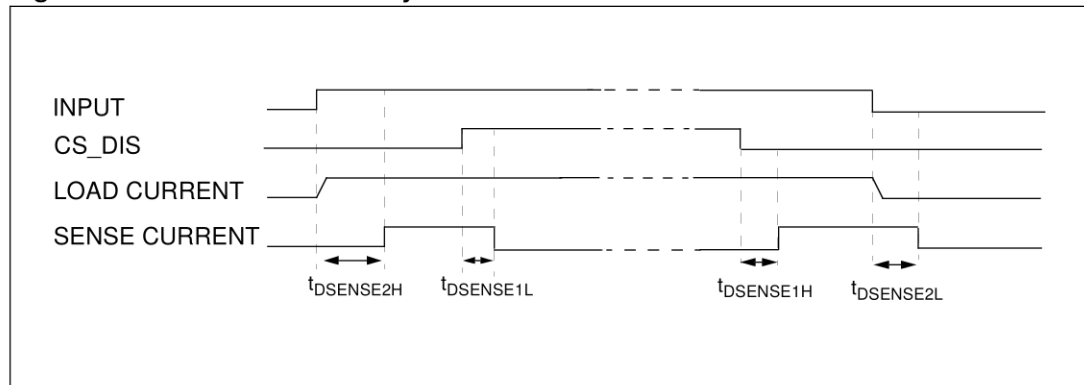 INPUT
CS_DIS
LOAD CURRENT
SENSE CURRENT
tDSENSE2H tDSENSE1L tDSENSE1H tDSENSE2L